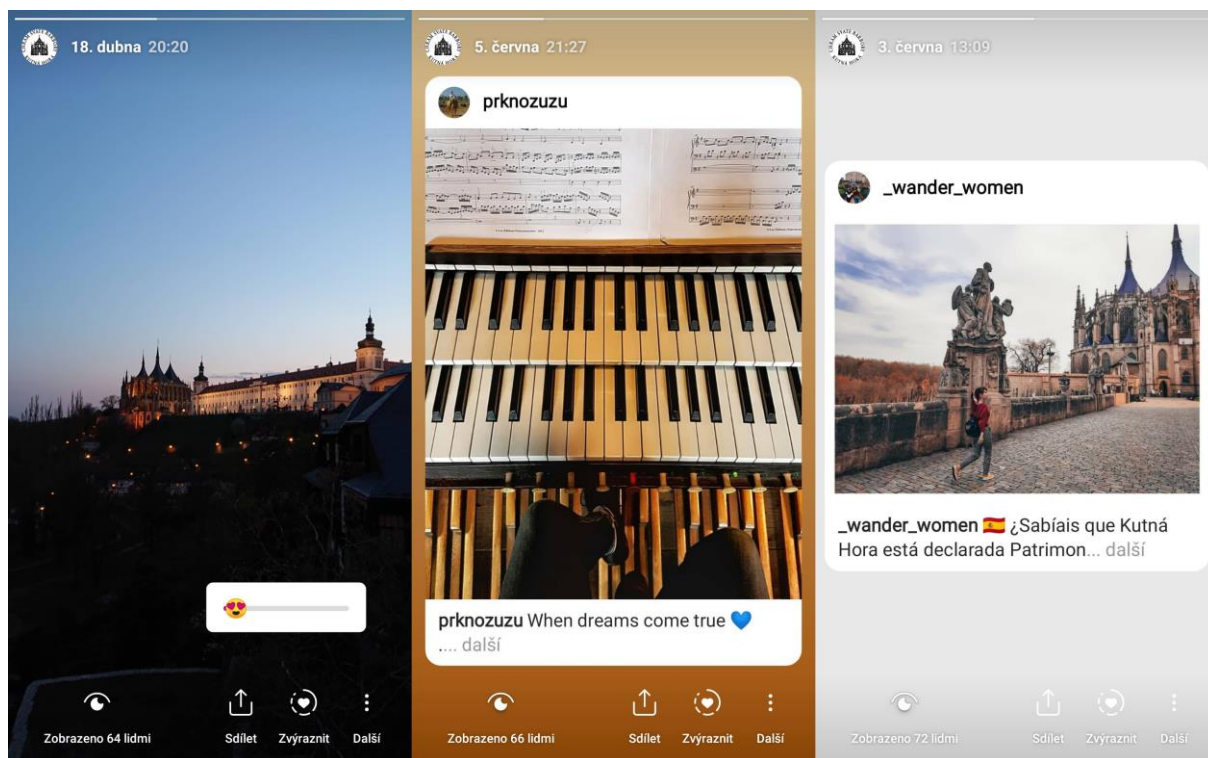 18. dubna 20:20
Zobrazeno 64 lidmi
Sdílet
Zvýraznit
Další
5. června 21:27
prknozuzu
prknozuzu When dreams come true 💙
.... další
Zobrazeno 66 lidmi
Sdílet
Zvýraznit
Další
3. června 13:09
_wander_women
_wander_women 🇪🇸 ¿Sabíais que Kutná
Hora está declarada Patrimon... další
Zobrazeno 72 lidmi
Sdílet
Zvýraznit
Další